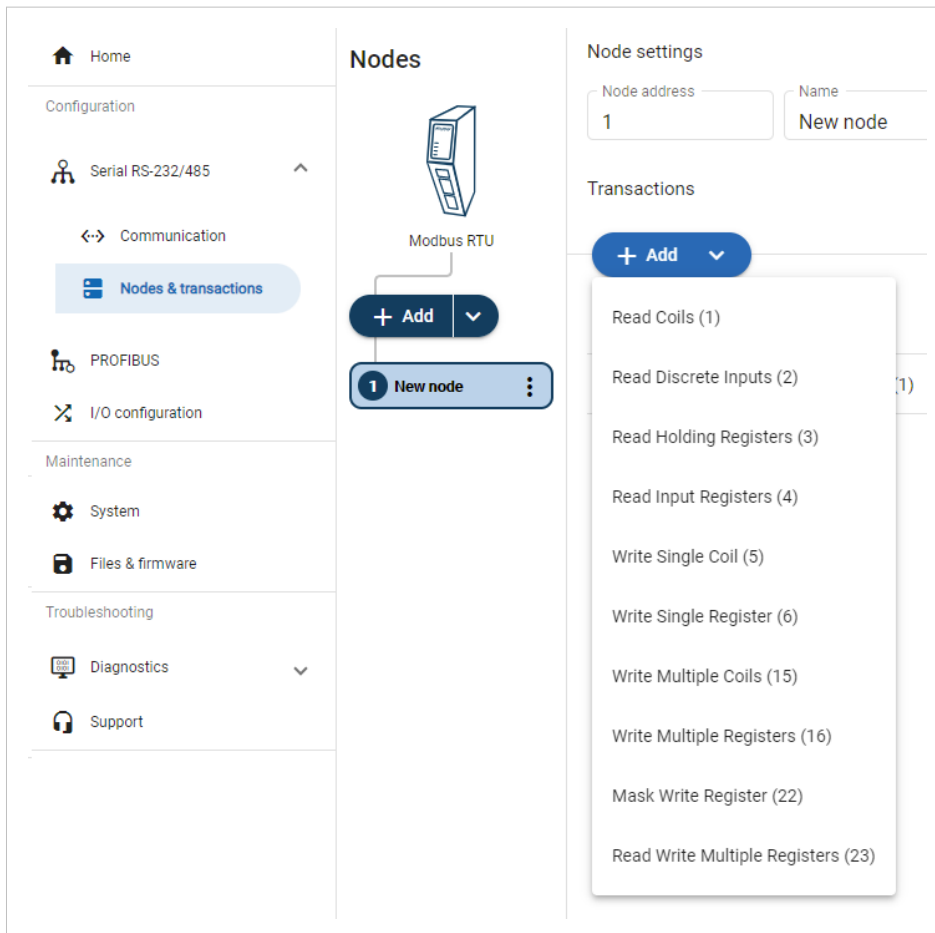 Home
Configuration
Serial RS-232/485
Communication
Nodes & transactions
PROFIBUS
I/O configuration
Maintenance
System
Files & firmware
Troubleshooting
Diagnostics
Support
Nodes
Modbus RTU
Add
1 New node
Node settings
Node address
1
Name
New node
Transactions
Add
Read Coils (1)
Read Discrete Inputs (2)
(1)
Read Holding Registers (3)
Read Input Registers (4)
Write Single Coil (5)
Write Single Register (6)
Write Multiple Coils (15)
Write Multiple Registers (16)
Mask Write Register (22)
Read Write Multiple Registers (23)